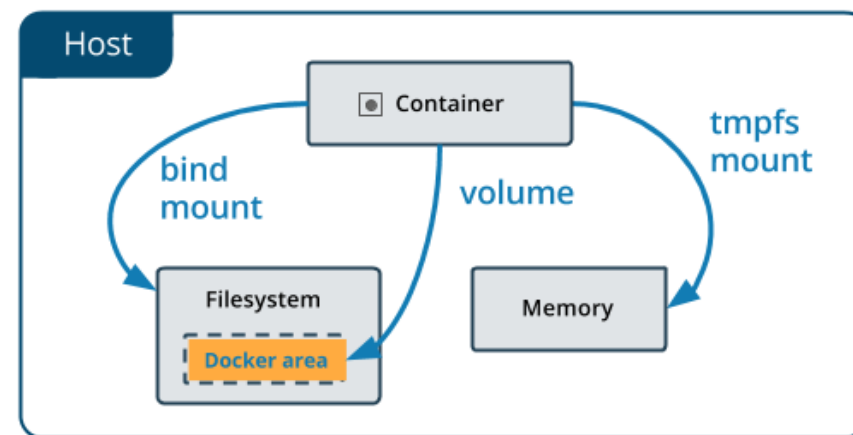 Host
Container
tmpfs
mount
bind
mount
volume
Filesystem
Memory
Docker area